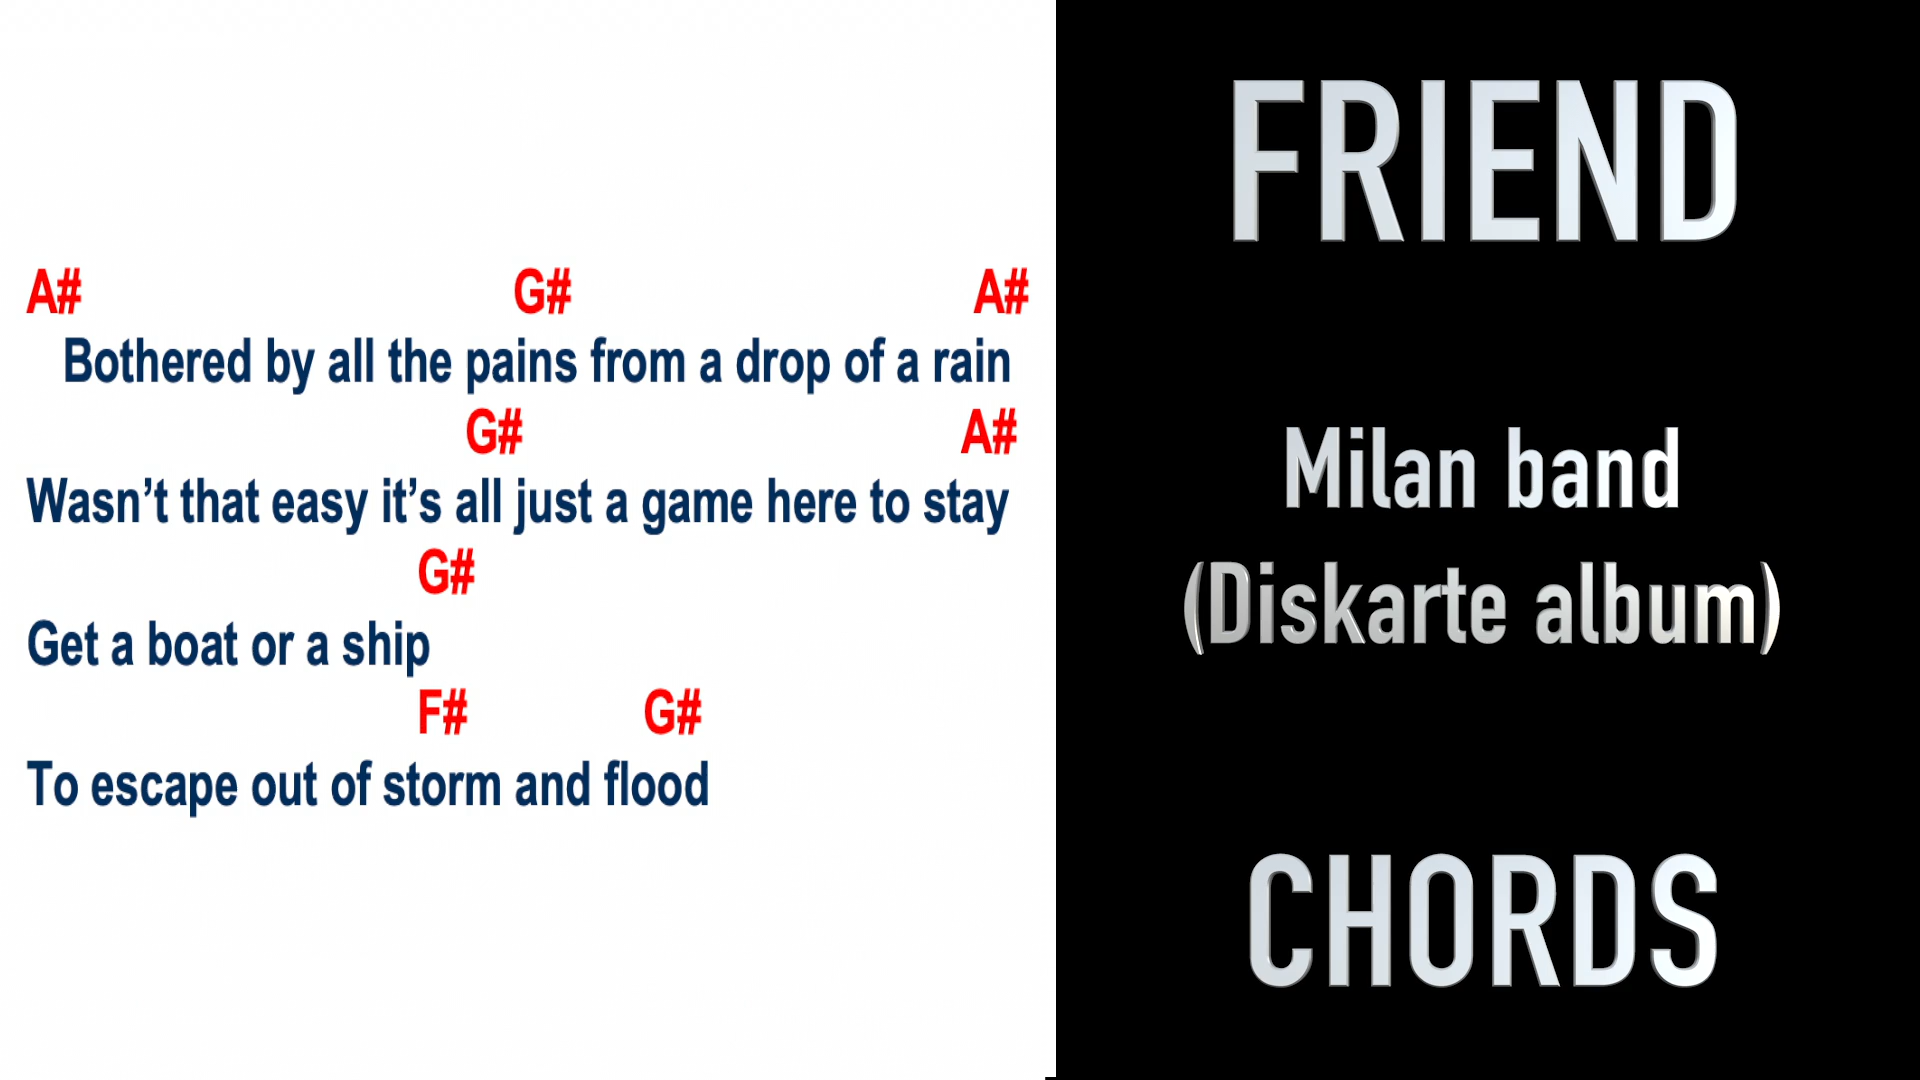 A# G# A#
Bothered by all the pains from a drop of a rain
G# A#
Wasn’t that easy it’s all just a game here to stay
G#
Get a boat or a ship
F# G#
To escape out of storm and flood
FRIEND
Milan band
(Diskarte album)
CHORDS